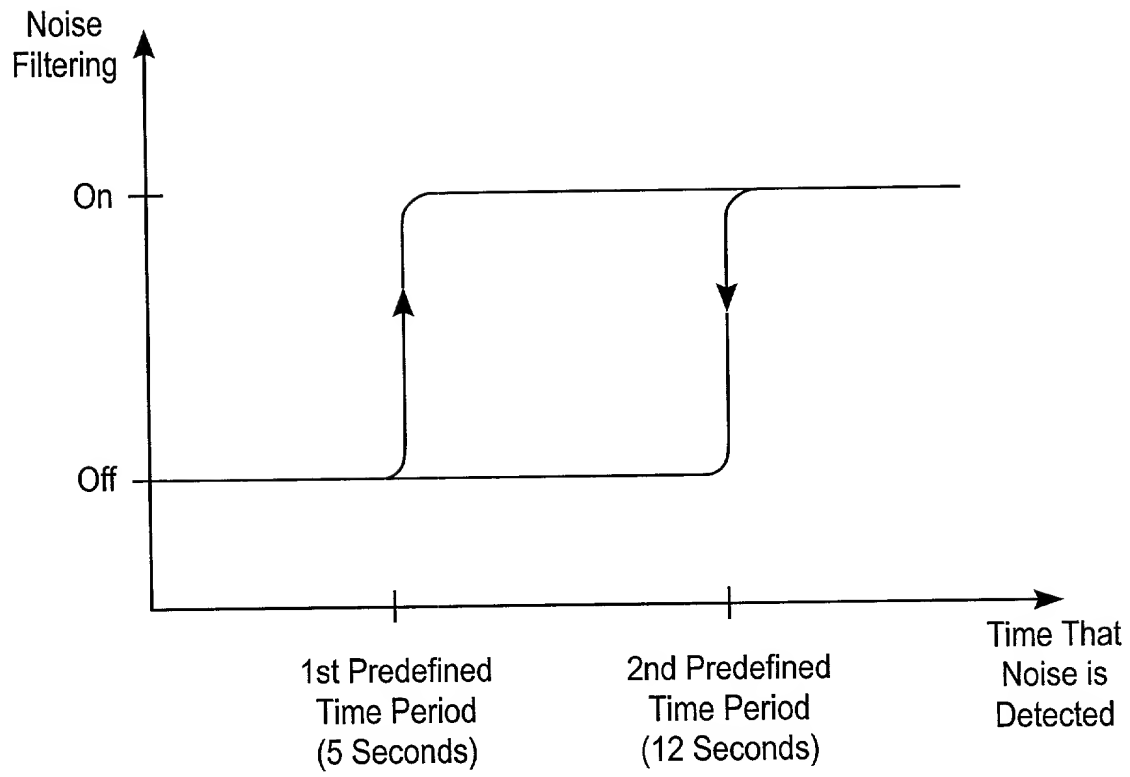 Noise
Filtering
On
Off
1st Predefined
Time Period
(5 Seconds)
2nd Predefined
Time Period
(12 Seconds)
Time That
Noise is
Detected